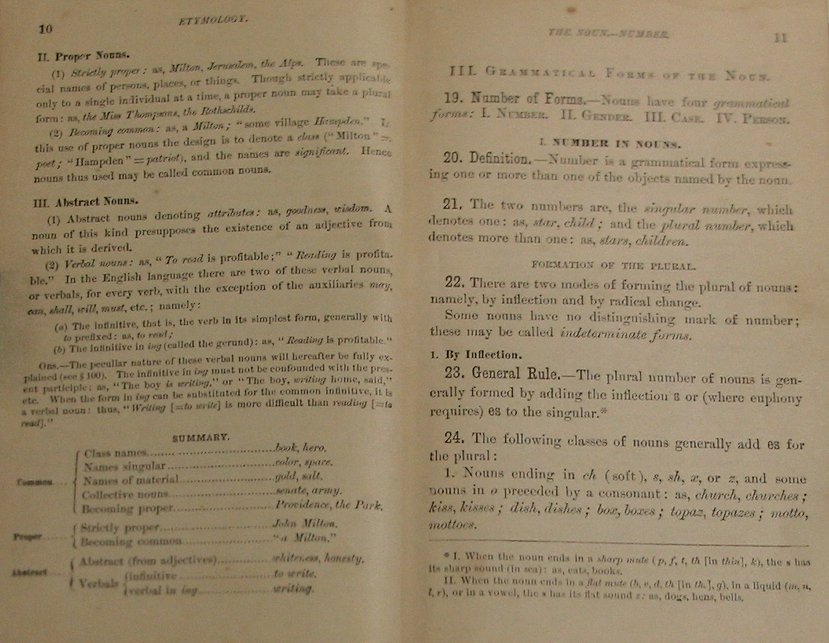 10
ETYMOLOGY.
II. Proper Nouns.
(1) Strictly proper: as, Milton, Jerusalem, the Alps. These are spe-
cial names of persons, places, or things. Though strictly applicable
only to a single individual at a time, a proper noun may take a plural
form: as, the Miss Thompsons, the Rothschilds.
(2) Becoming common: as, a Milton; "some village Hampden." In
this use of proper nouns the design is to denote a class ("Milton" =
poet; "Hampden" = patriot), and the names are significant. Hence
nouns thus used may be called common nouns.
III. Abstract Nouns.
(1) Abstract nouns denoting attributes: as, goodness, wisdom. A
noun of this kind presupposes the existence of an adjective from
which it is derived.
(2) Verbal nouns: as, "To read is profitable;" "Reading is profita-
ble." In the English language there are two of these verbal nouns,
or verbals, for every verb, with the exception of the auxiliaries may,
can, shall, will, must, etc.; namely:
(a) The infinitive, that is, the verb in its simplest form, generally with
to prefixed: as, to read;
(b) The infinitive in ing (called the gerund): as, "Reading is profitable."
Obs.—The peculiar nature of these verbal nouns will hereafter be fully ex-
plained (see § 100). The infinitive in ing must not be confounded with the pres-
ent participle: as, "The boy is writing," or "The boy, writing home, said,"
etc. When the form in ing can be substituted for the common infinitive, it is
a verbal noun: thus, "Writing [=to write] is more difficult than reading [=to
read]."
SUMMARY.
Common
Class names.....book, hero.
Names singular.....color, space.
Names of material.....gold, salt.
Collective nouns.....senate, army.
Becoming proper.....Providence, the Park.
Proper
Strictly proper.....John Milton.
Becoming common....."a Milton."
Abstract
Abstract (from adjectives).....whiteness, honesty.
Verbals
infinitive.....to write.
verbal in ing.....writing.
THE NOUN.—NUMBER.
11
III. Grammatical Forms of the Noun.
19. Number of Forms.—Nouns have four grammatical
forms: I. Number. II. Gender. III. Case. IV. Person.
I. NUMBER IN NOUNS.
20. Definition.—Number is a grammatical form express-
ing one or more than one of the objects named by the noun.
21. The two numbers are, the singular number, which
denotes one: as, star, child; and the plural number, which
denotes more than one: as, stars, children.
FORMATION OF THE PLURAL.
22. There are two modes of forming the plural of nouns:
namely, by inflection and by radical change.
Some nouns have no distinguishing mark of number;
these may be called indeterminate forms.
1. By Inflection.
23. General Rule.—The plural number of nouns is gen-
erally formed by adding the inflection s or (where euphony
requires) es to the singular.*
24. The following classes of nouns generally add es for
the plural:
1. Nouns ending in ch (soft), s, sh, x, or z, and some
nouns in o preceded by a consonant: as, church, churches;
kiss, kisses; dish, dishes; box, boxes; topaz, topazes; motto,
mottoes.
* I. When the noun ends in a sharp mute (p, f, t, th [in thin], k), the s has
its sharp sound (in sea): as, cats, books.
II. When the noun ends in a flat mute (b, v, d, th [in th.], g), in a liquid (m, n,
l, r), or in a vowel, the s has its flat sound z: as, dogs, hens, bells.